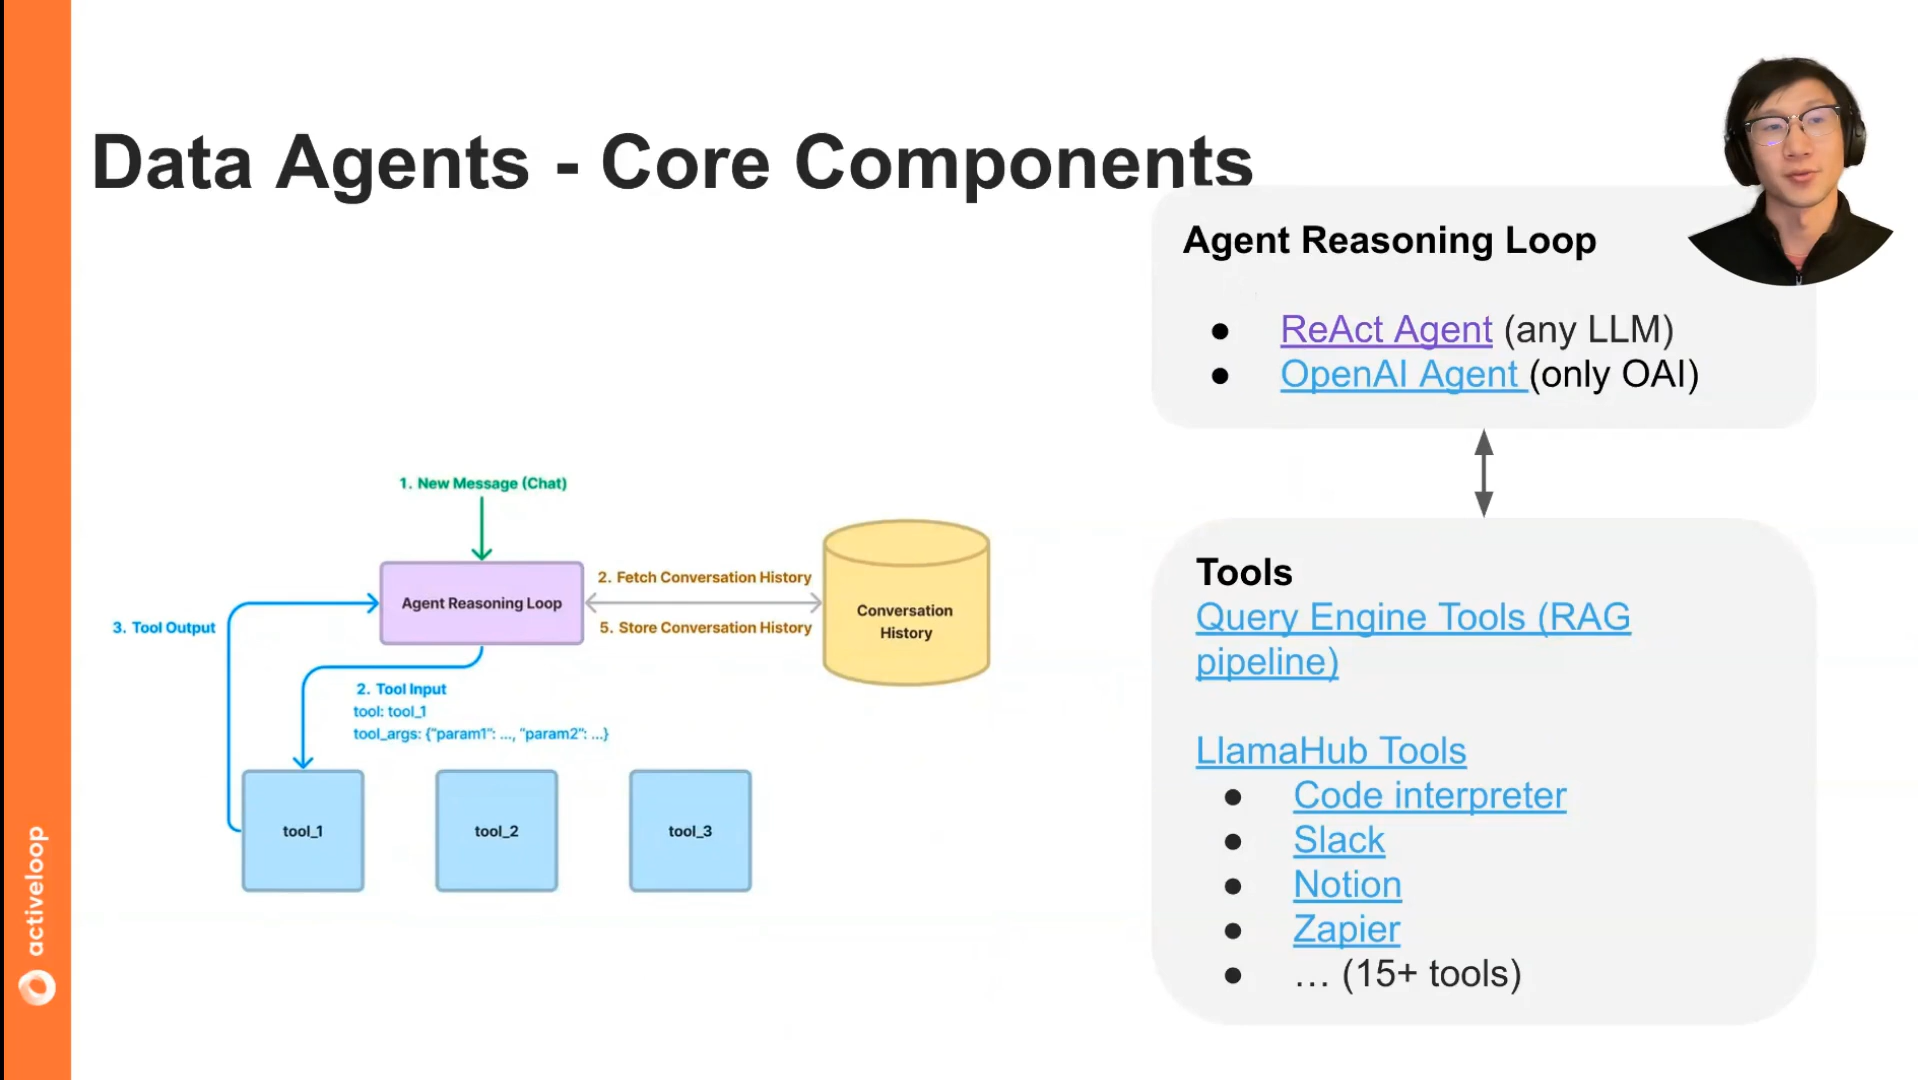 Data Agents - Core Components
Agent Reasoning Loop
● ReAct Agent (any LLM)
● OpenAI Agent (only OAI)
1. New Message (Chat)
Agent Reasoning Loop
2. Fetch Conversation History
5. Store Conversation History
Conversation
History
3. Tool Output
2. Tool Input
tool: tool_1
tool_args: {"param1": ..., "param2": ...}
tool_1
tool_2
tool_3
Tools
Query Engine Tools (RAG
pipeline)
LlamaHub Tools
● Code interpreter
● Slack
● Notion
● Zapier
● … (15+ tools)
activeloop